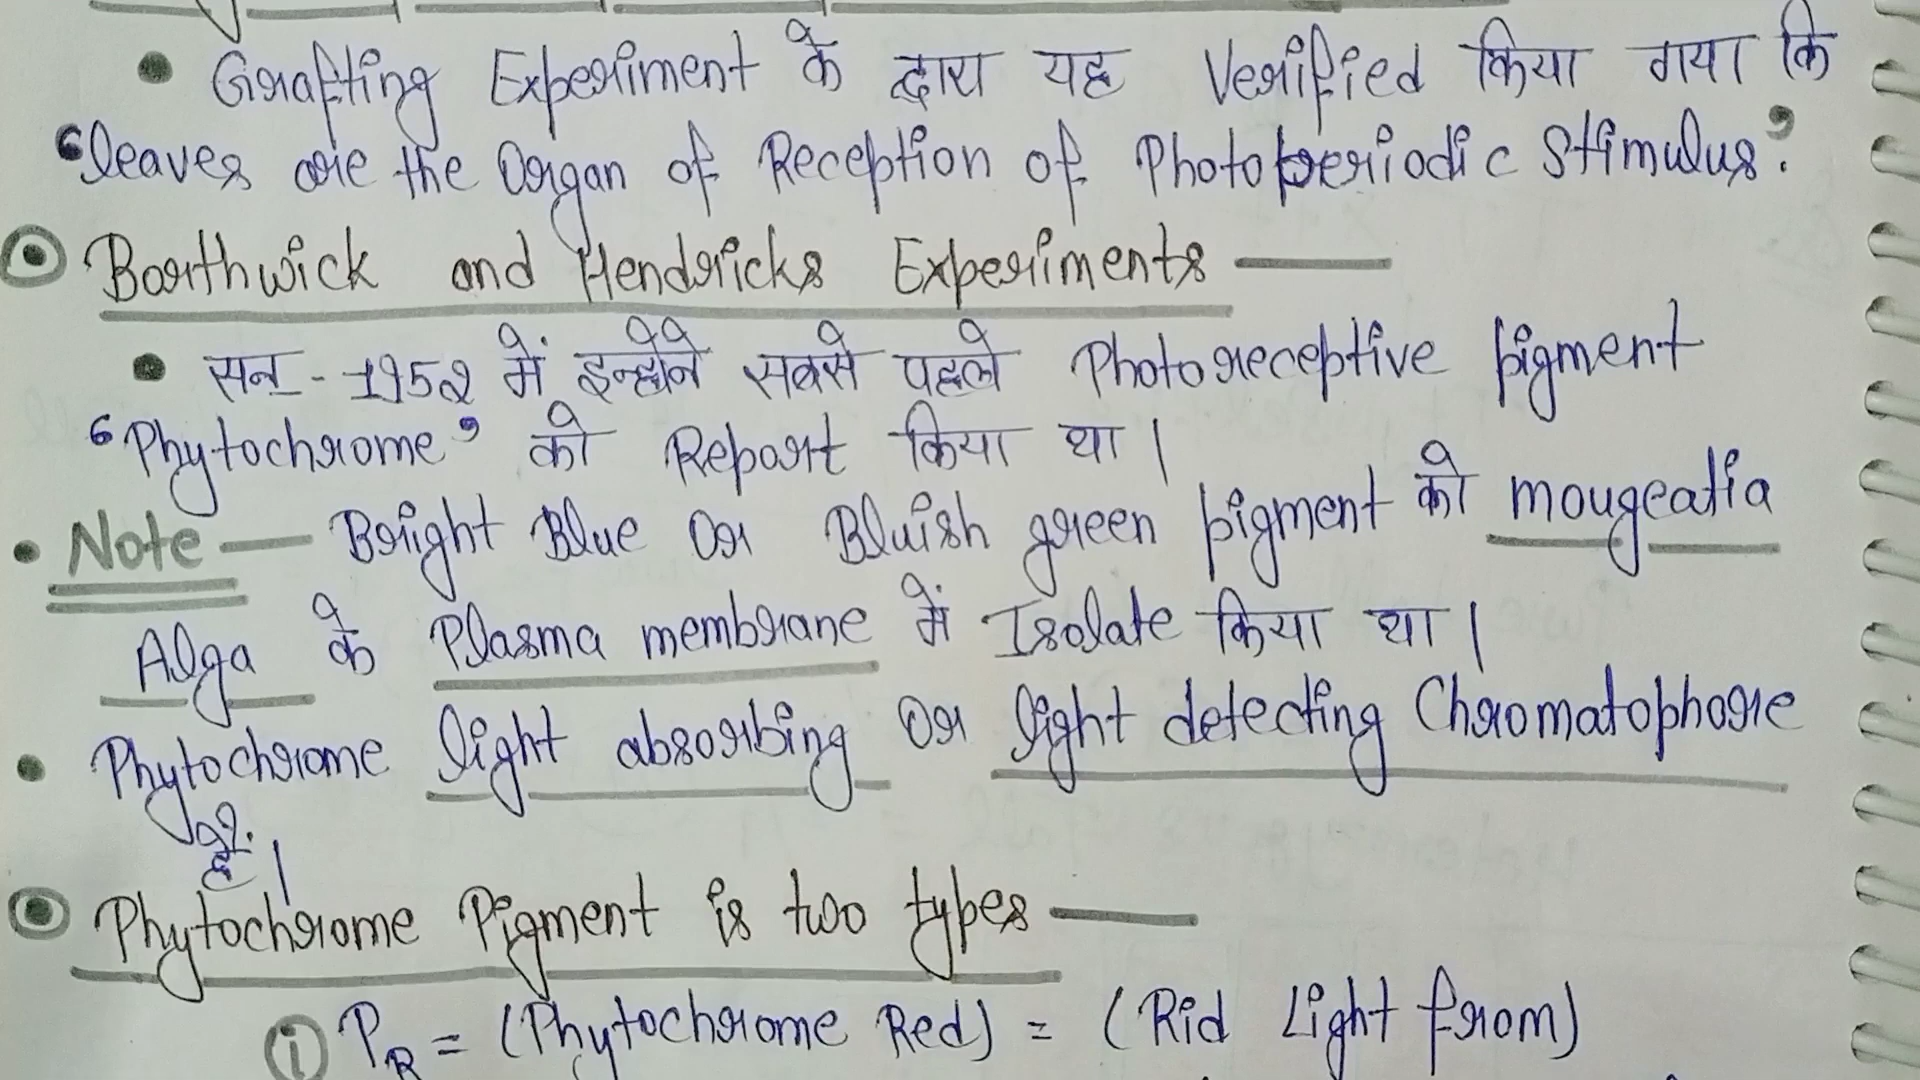 • Grafting Experiment के द्वारा यह Verified किया गया कि
‘leaves are the Organ of Reception of Photoperiodic Stimulus’.
Borthwick and Hendricks Experiments —
• सन् - 1952 में इन्होंने सबसे पहले Photoreceptive pigment
‘Phytochrome’ को Report किया था।
• Note — Bright Blue Or Bluish green pigment को mougeatia
Alga के Plasma membrane में Isolate किया था।
• Phytochrome light absorbing Or light detecting Chromatophore
है।
Phytochrome Pigment is two types —
(i) PR = (Phytochrome Red) = (Rid Light from)